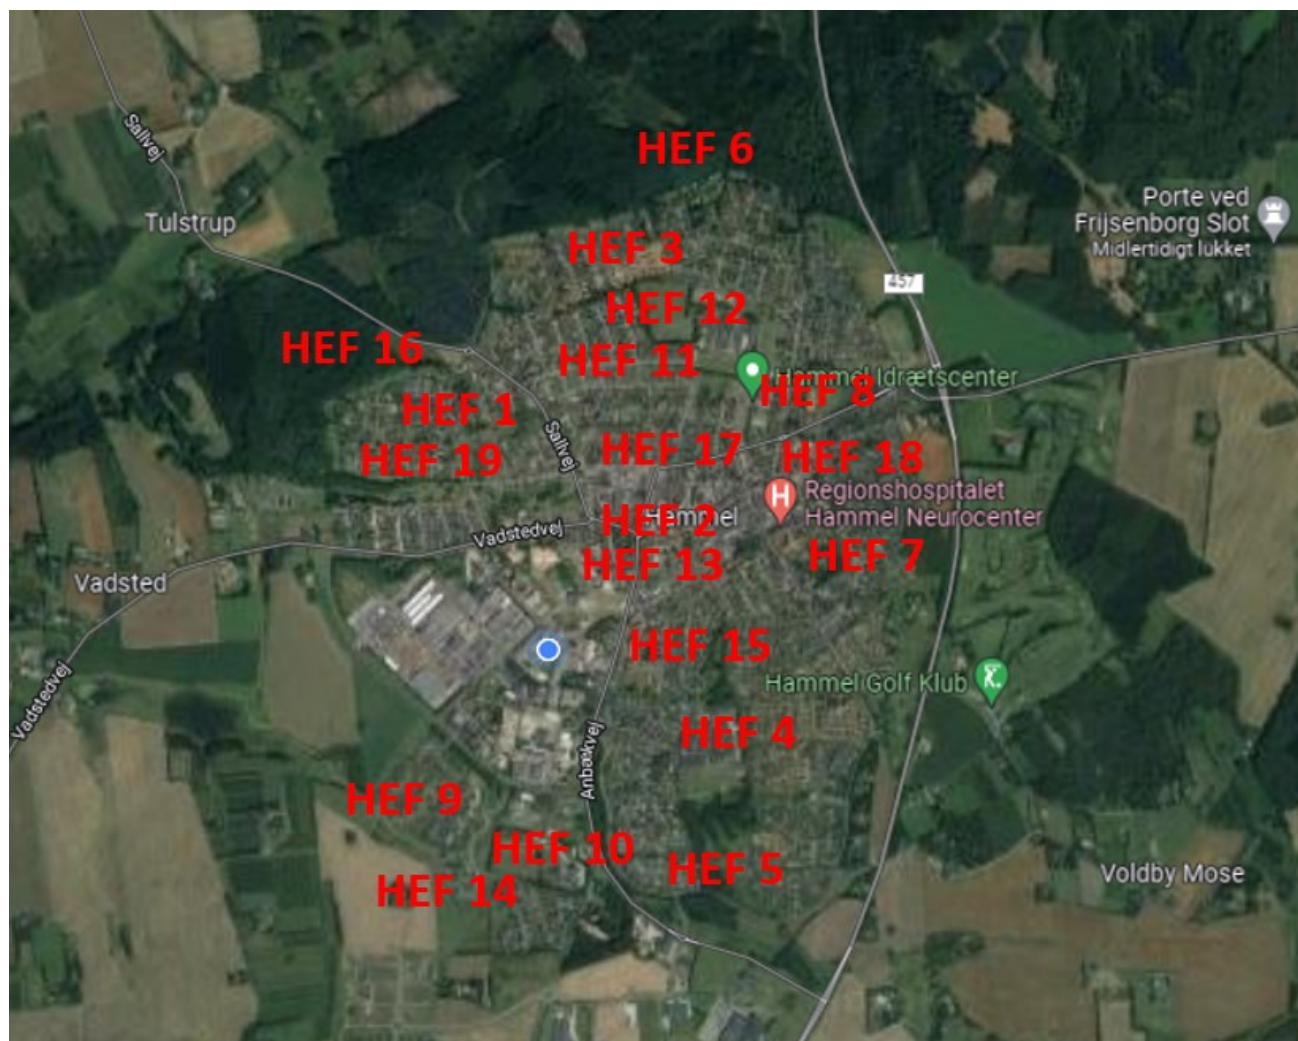 Sallvej
HEF 6
Porte ved
Frijsenborg Slot
Midlertidigt lukket
Tulstrup
HEF 3
457
HEF 12
HEF 16
HEF 11
Hammel Idrætscenter
HEF 8
HEF 1
Sallvej
HEF 17
HEF 19
HEF 18
Regionshospitalet
Hammel Neurocenter
H
HEF 2
Hammel
Vadstedvej
HEF 13
HEF 7
Vadsted
HEF 15
Hammel Golf Klub
Vadstedvej
HEF 4
Anbækvej
HEF 9
HEF 10
HEF 5
HEF 14
Voldby Mose